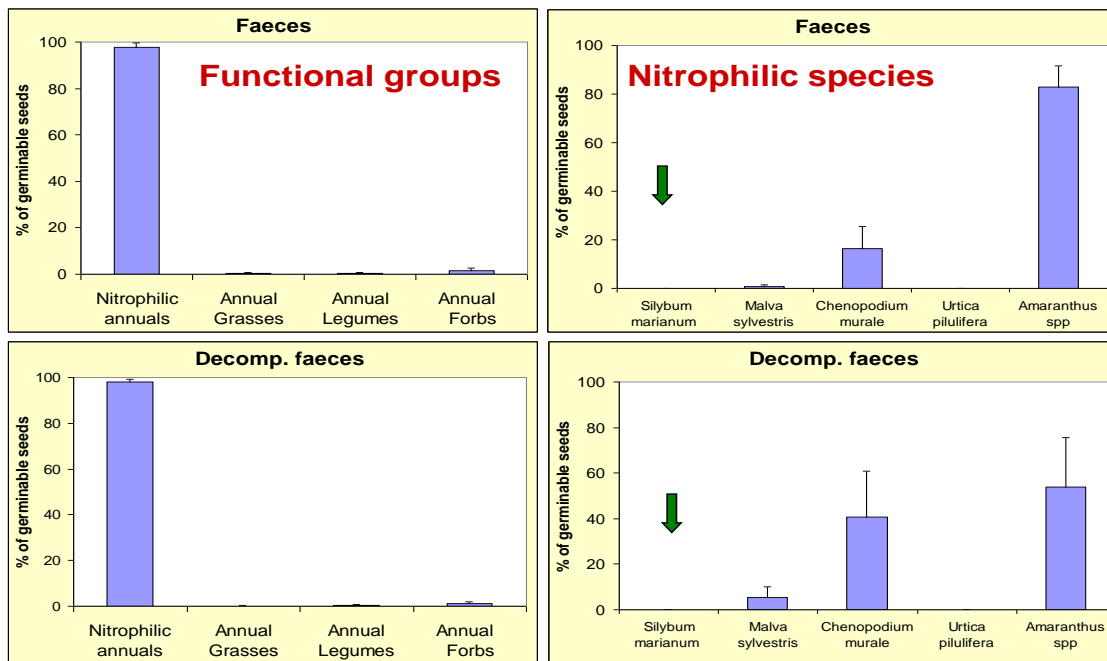 Faeces
Functional groups
% of germinable seeds
100
80
60
40
20
0
Nitrophilic annuals
Annual Grasses
Annual Legumes
Annual Forbs
Faeces
Nitrophilic species
% of germinable seeds
100
80
60
40
20
0
Silybum marianum
Malva sylvestris
Chenopodium murale
Urtica pilulifera
Amaranthus spp
Decomp. faeces
% of germinable seeds
100
80
60
40
20
0
Nitrophilic annuals
Annual Grasses
Annual Legumes
Annual Forbs
Decomp. faeces
% of germinable seeds
100
80
60
40
20
0
Silybum marianum
Malva sylvestris
Chenopodium murale
Urtica pilulifera
Amaranthus spp